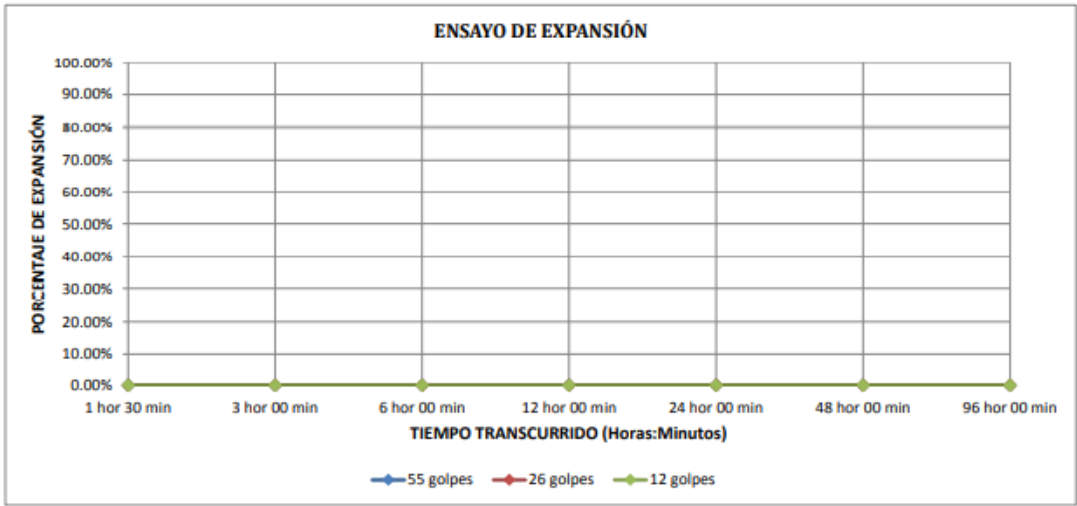 ENSAYO DE EXPANSIÓN
PORCENTAJE DE EXPANSIÓN
100.00%
90.00%
80.00%
70.00%
60.00%
50.00%
40.00%
30.00%
20.00%
10.00%
0.00%
1 hor 30 min 3 hor 00 min 6 hor 00 min 12 hor 00 min 24 hor 00 min 48 hor 00 min 96 hor 00 min
TIEMPO TRANSCURRIDO (Horas:Minutos)
55 golpes 26 golpes 12 golpes